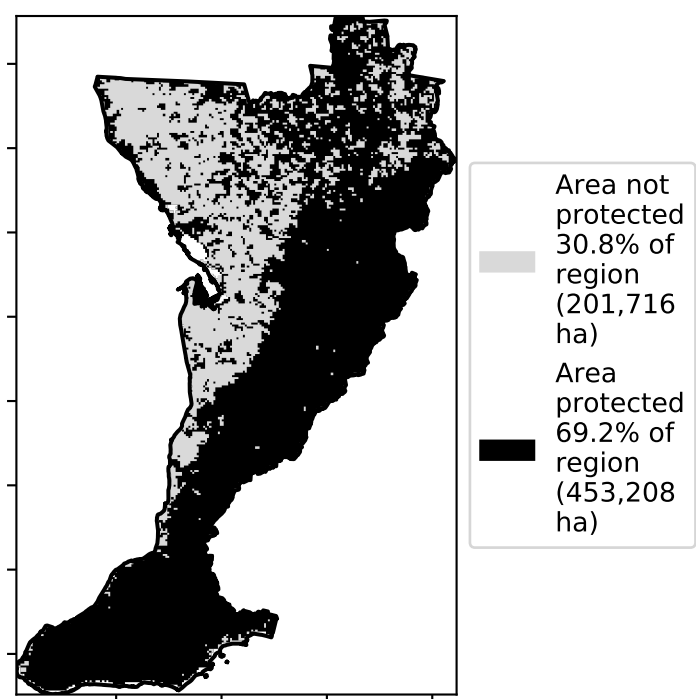 Area not
protected
30.8% of
region
(201,716
ha)
Area
protected
69.2% of
region
(453,208
ha)